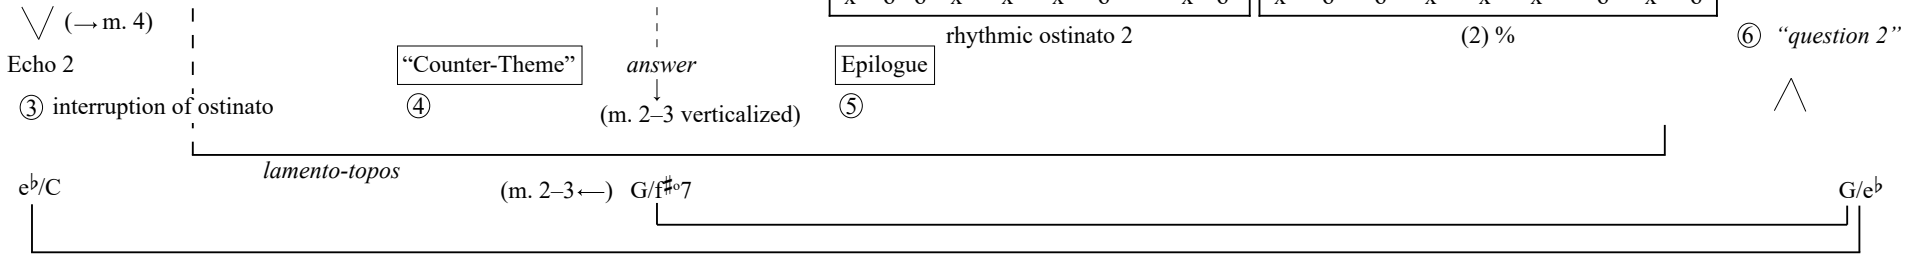 (→ m. 4)
rhythmic ostinato 2 (2) % ⑥ “question 2”
Echo 2 “Counter-Theme” answer Epilogue
③ interruption of ostinato ④ (m. 2–3 verticalized) ⑤
lamento-topos
e♭/C (m. 2–3←) G/f♯o7 G/e♭